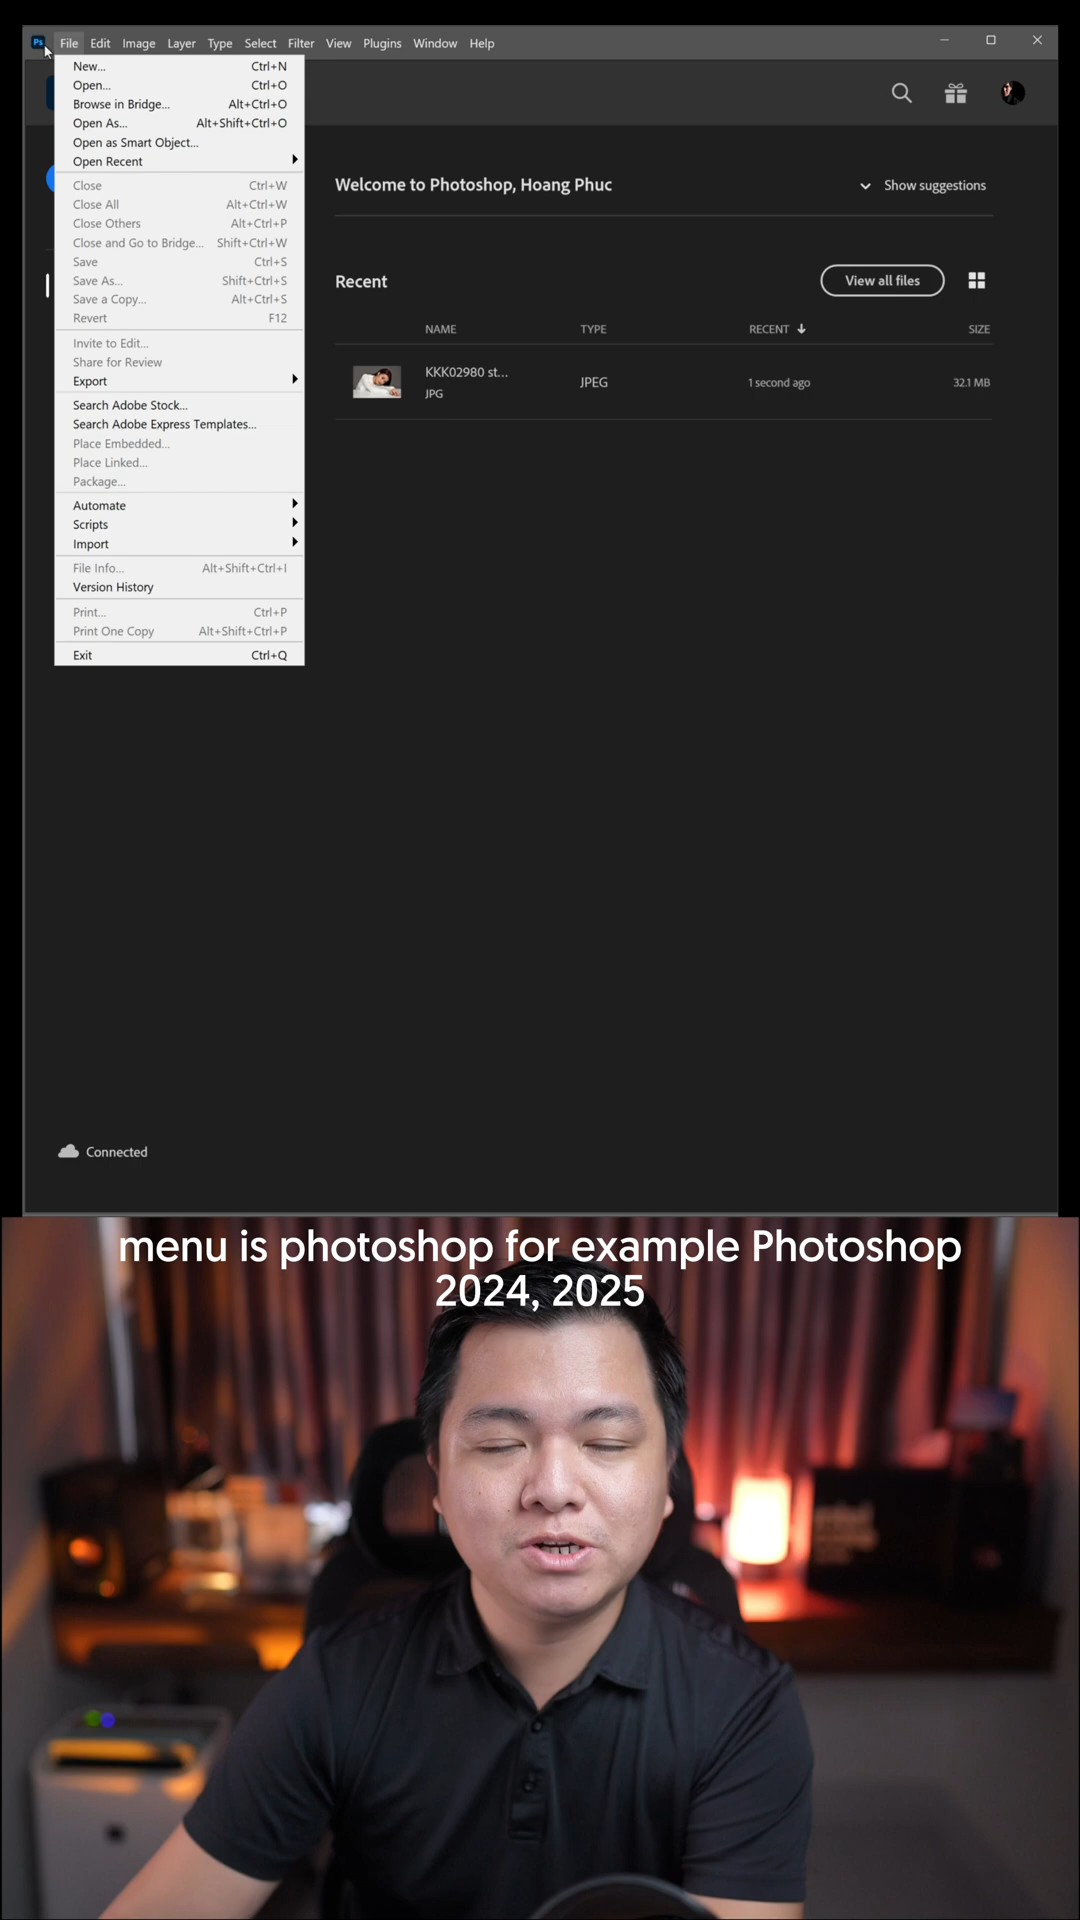 Ps File Edit Image Layer Type Select Filter View Plugins Window Help
New... Ctrl+N
Open... Ctrl+O
Browse in Bridge... Alt+Ctrl+O
Open As... Alt+Shift+Ctrl+O
Open as Smart Object...
Open Recent
Close Ctrl+W
Close All Alt+Ctrl+W
Close Others Alt+Ctrl+P
Close and Go to Bridge... Shift+Ctrl+W
Save Ctrl+S
Save As... Shift+Ctrl+S
Save a Copy... Alt+Ctrl+S
Revert F12
Invite to Edit...
Share for Review
Export
Search Adobe Stock...
Search Adobe Express Templates...
Place Embedded...
Place Linked...
Package...
Automate
Scripts
Import
File Info... Alt+Shift+Ctrl+I
Version History
Print... Ctrl+P
Print One Copy Alt+Shift+Ctrl+P
Exit Ctrl+Q
Welcome to Photoshop, Hoang Phuc
Show suggestions
Recent
View all files
NAME TYPE RECENT SIZE
KKK02980 st... JPEG 1 second ago 32.1 MB
JPG
Connected
menu is photoshop for example Photoshop
2024, 2025